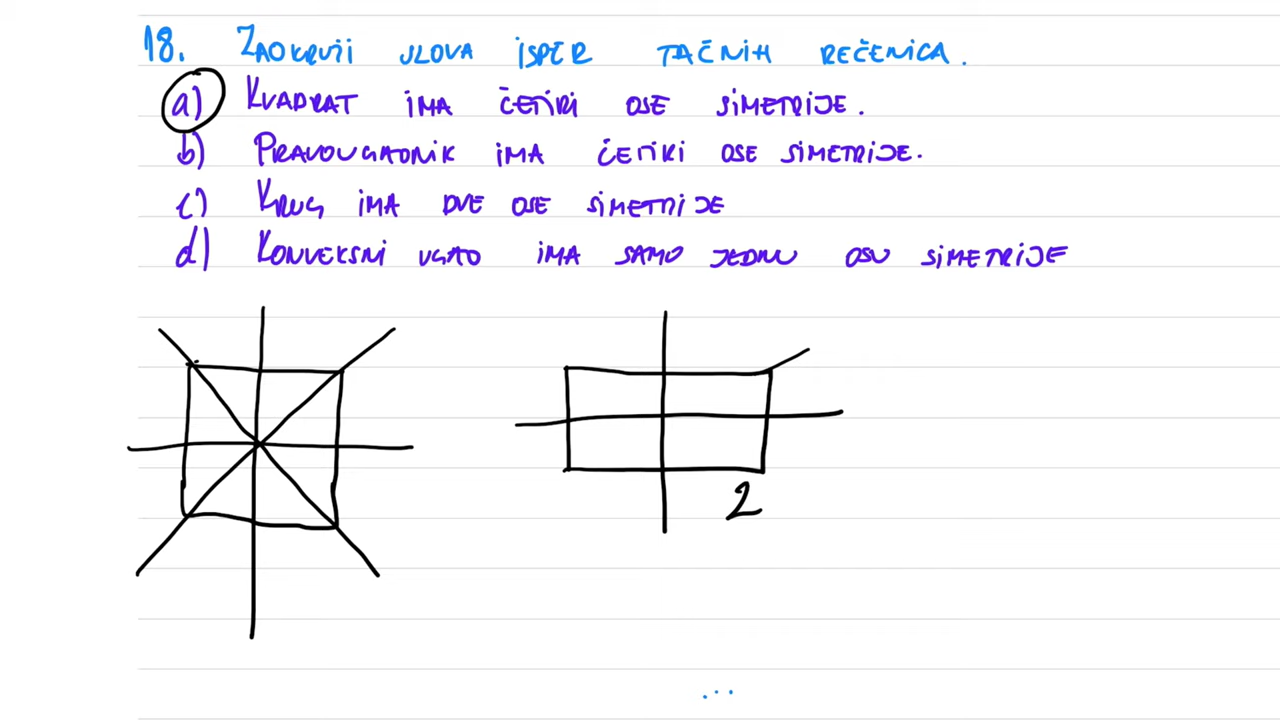 18. ZAOKRUŽI SLOVA ISPER TAČNIH REČENICA.
a) KVADRAT IMA ČETIRI OSE SIMETRIJE.
b) PRAVOUGAONIK IMA ČETIRI OSE SIMETRIJE.
c) KRUG IMA DVE OSE SIMETRIJE
d) KONVEKSNI UGAO IMA SAMO JEDNU OSU SIMETRIJE
2
...